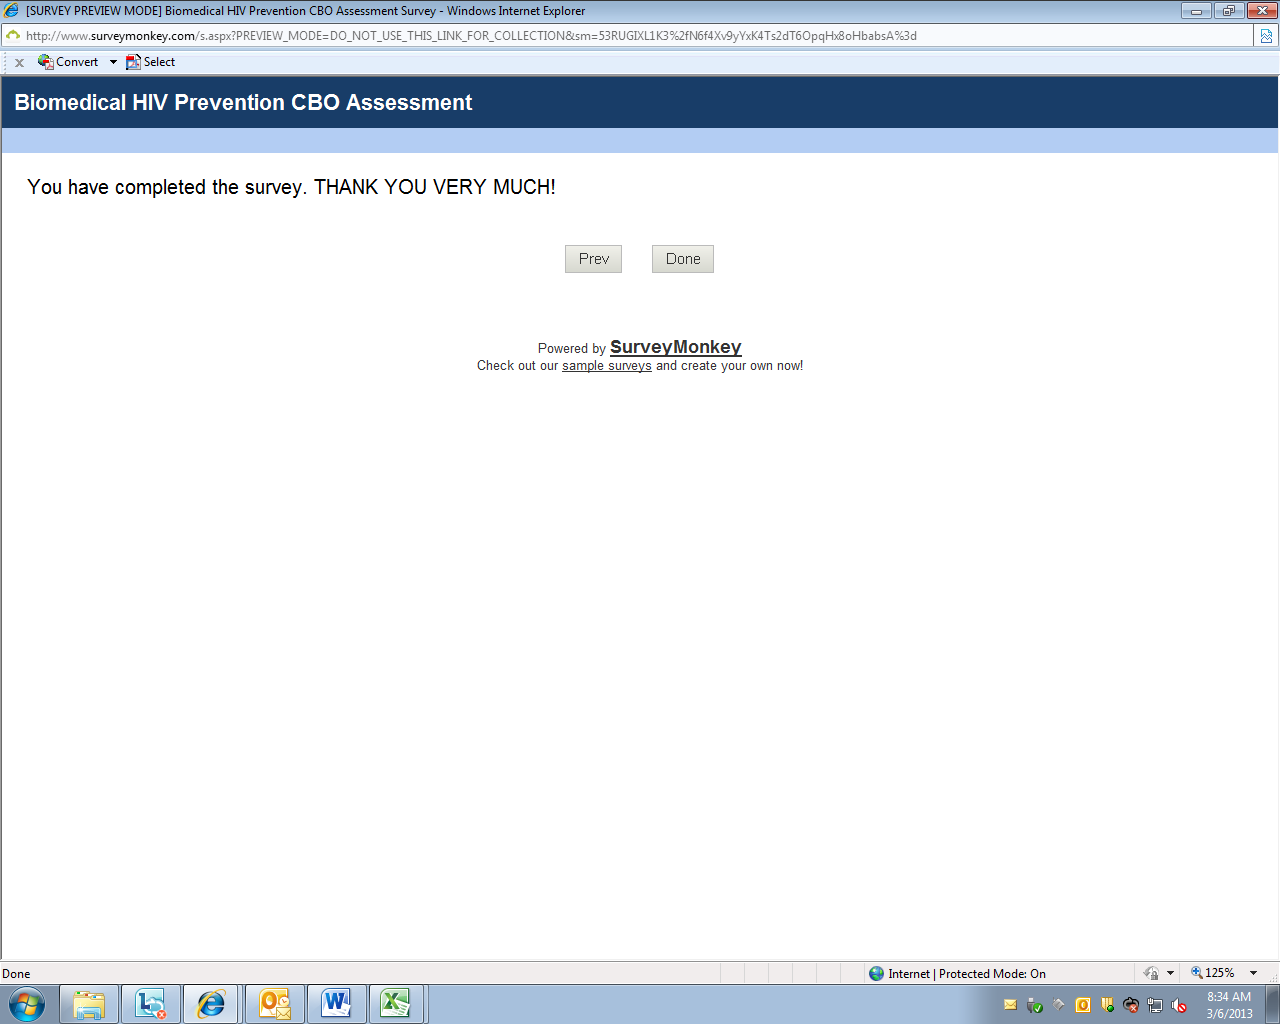 [SURVEY PREVIEW MODE] Biomedical HIV Prevention CBO Assessment Survey - Windows Internet Explorer
http://www.surveymonkey.com/s.aspx?PREVIEW_MODE=DO_NOT_USE_THIS_LINK_FOR_COLLECTION&sm=53RUGIXL1K3%2fN6f4Xv9yYxK4Ts2dT6OpqHx8oHbabsA%3d
x Convert Select
Biomedical HIV Prevention CBO Assessment
You have completed the survey. THANK YOU VERY MUCH!
Prev Done
Powered by SurveyMonkey
Check out our sample surveys and create your own now!
Done Internet | Protected Mode: On 125%
8:34 AM
3/6/2013